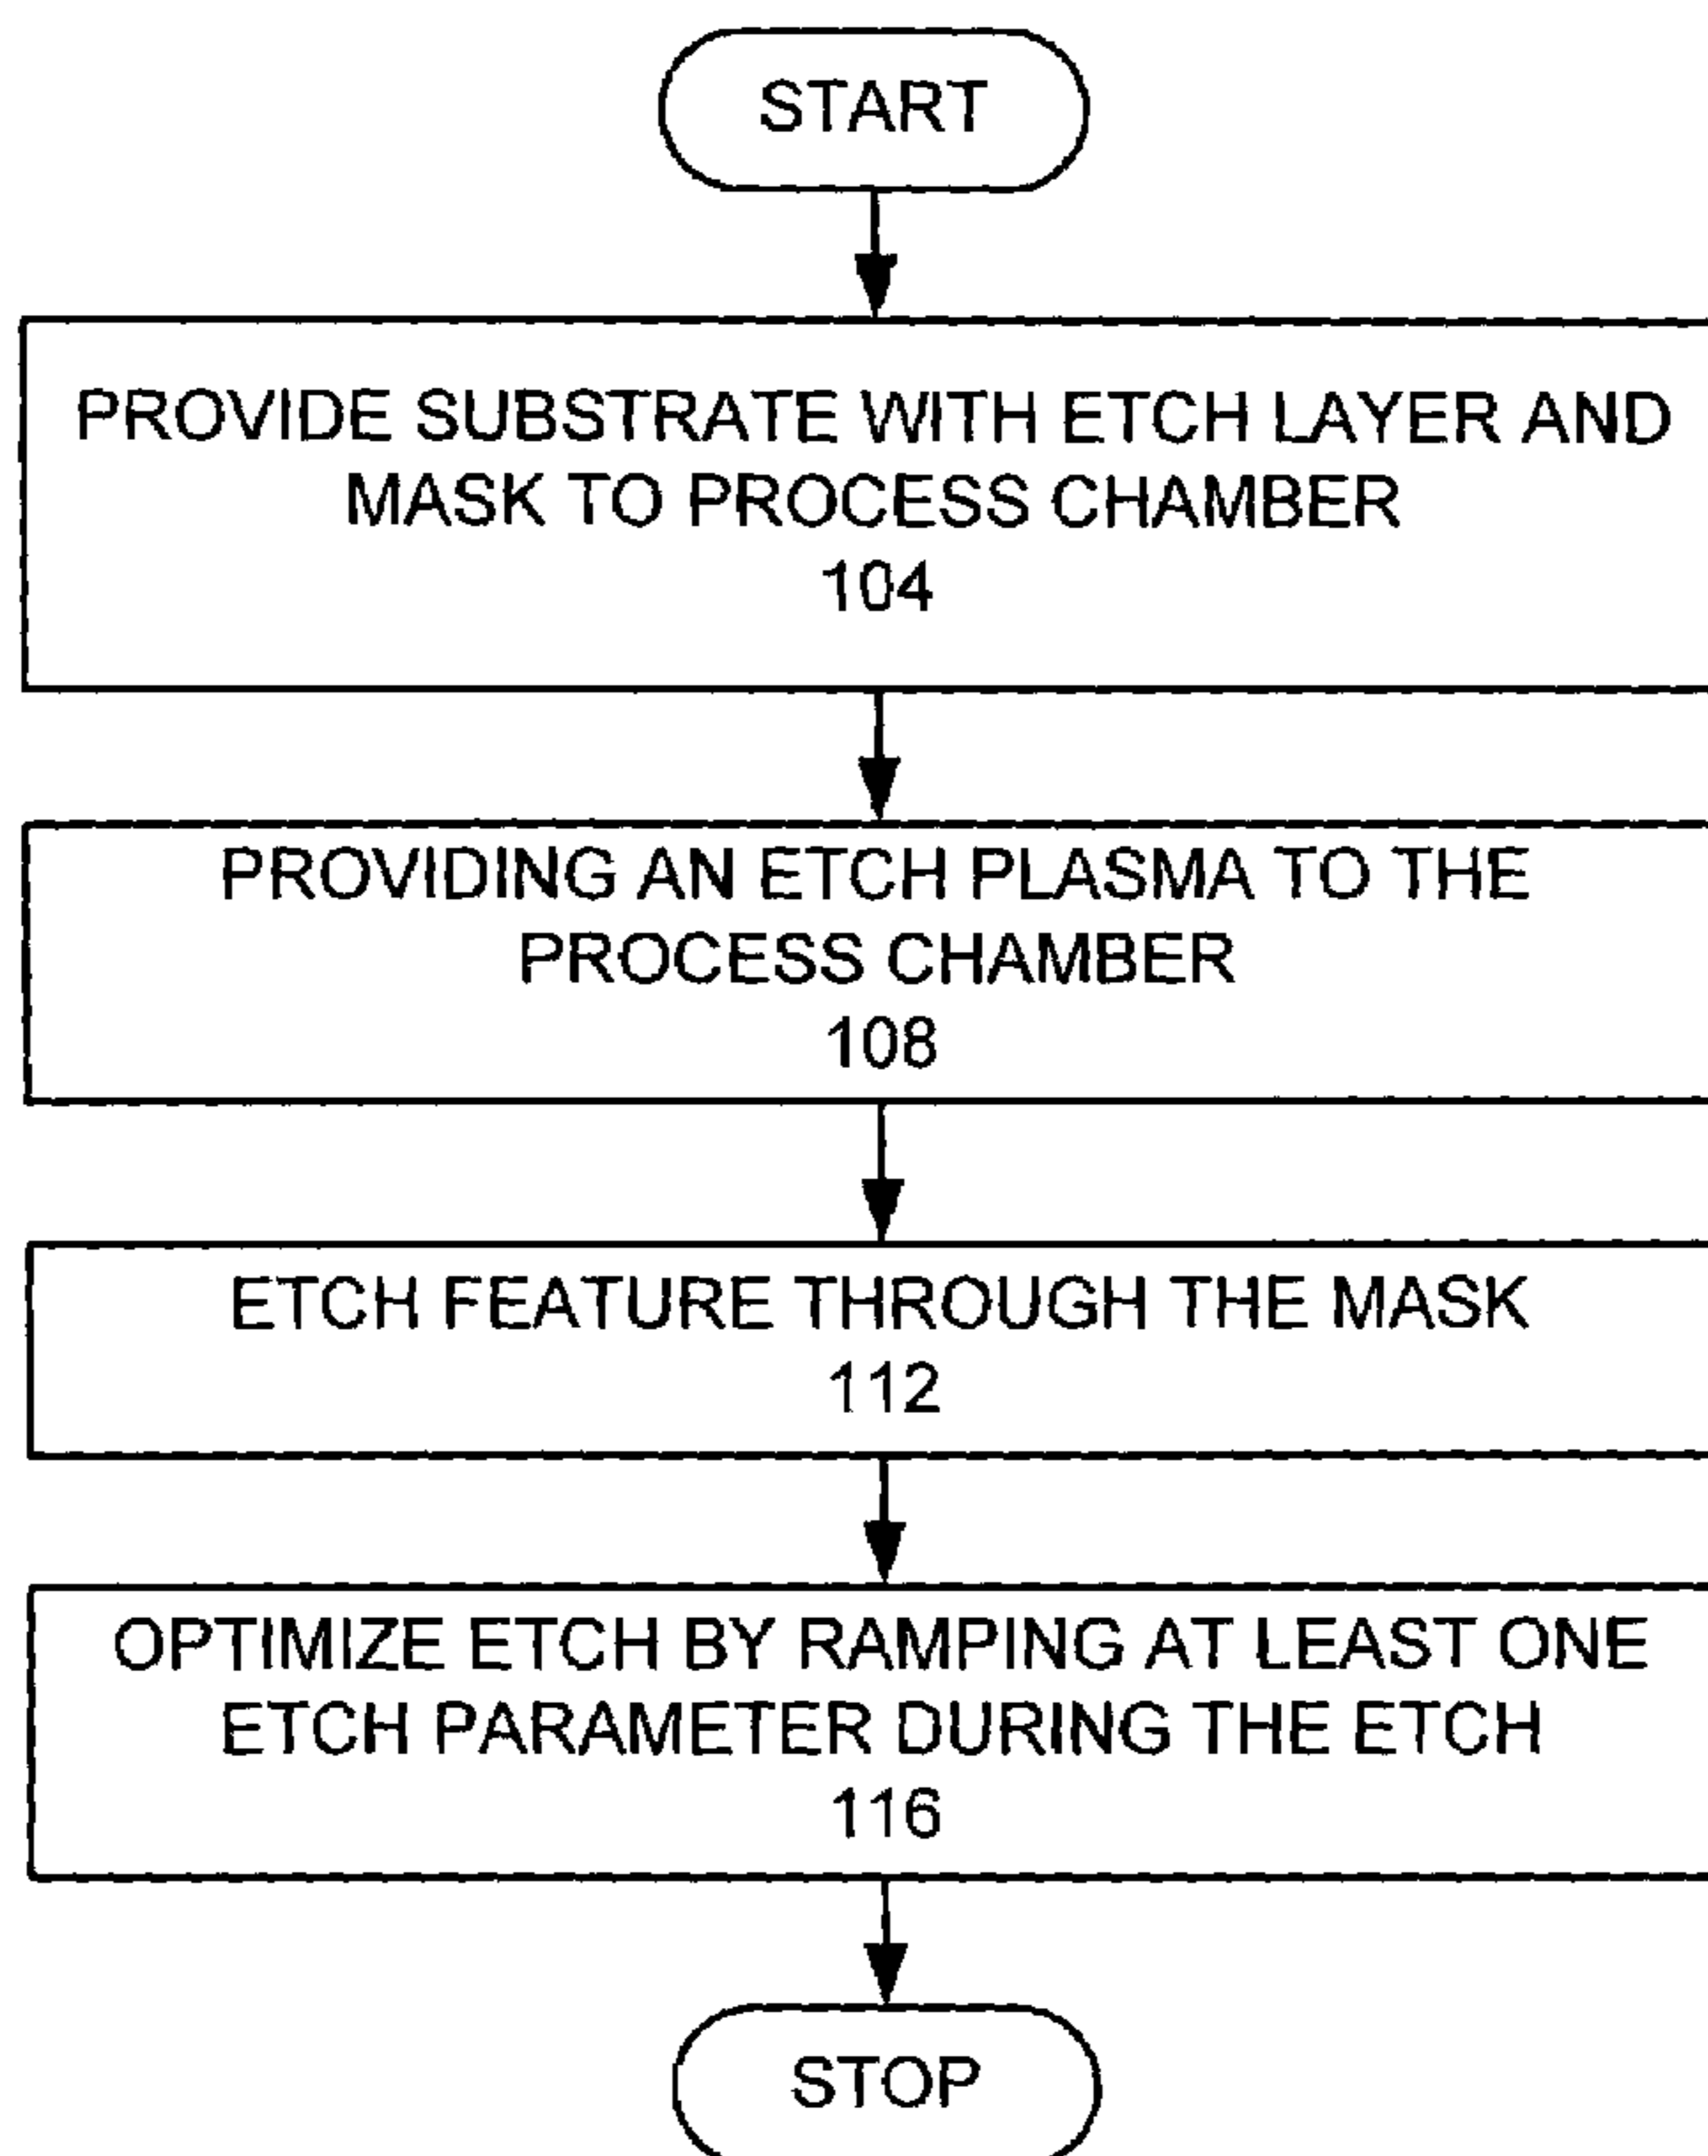 START
PROVIDE SUBSTRATE WITH ETCH LAYER AND
MASK TO PROCESS CHAMBER
104
PROVIDING AN ETCH PLASMA TO THE
PROCESS CHAMBER
108
ETCH FEATURE THROUGH THE MASK
112
OPTIMIZE ETCH BY RAMPING AT LEAST ONE
ETCH PARAMETER DURING THE ETCH
116
STOP